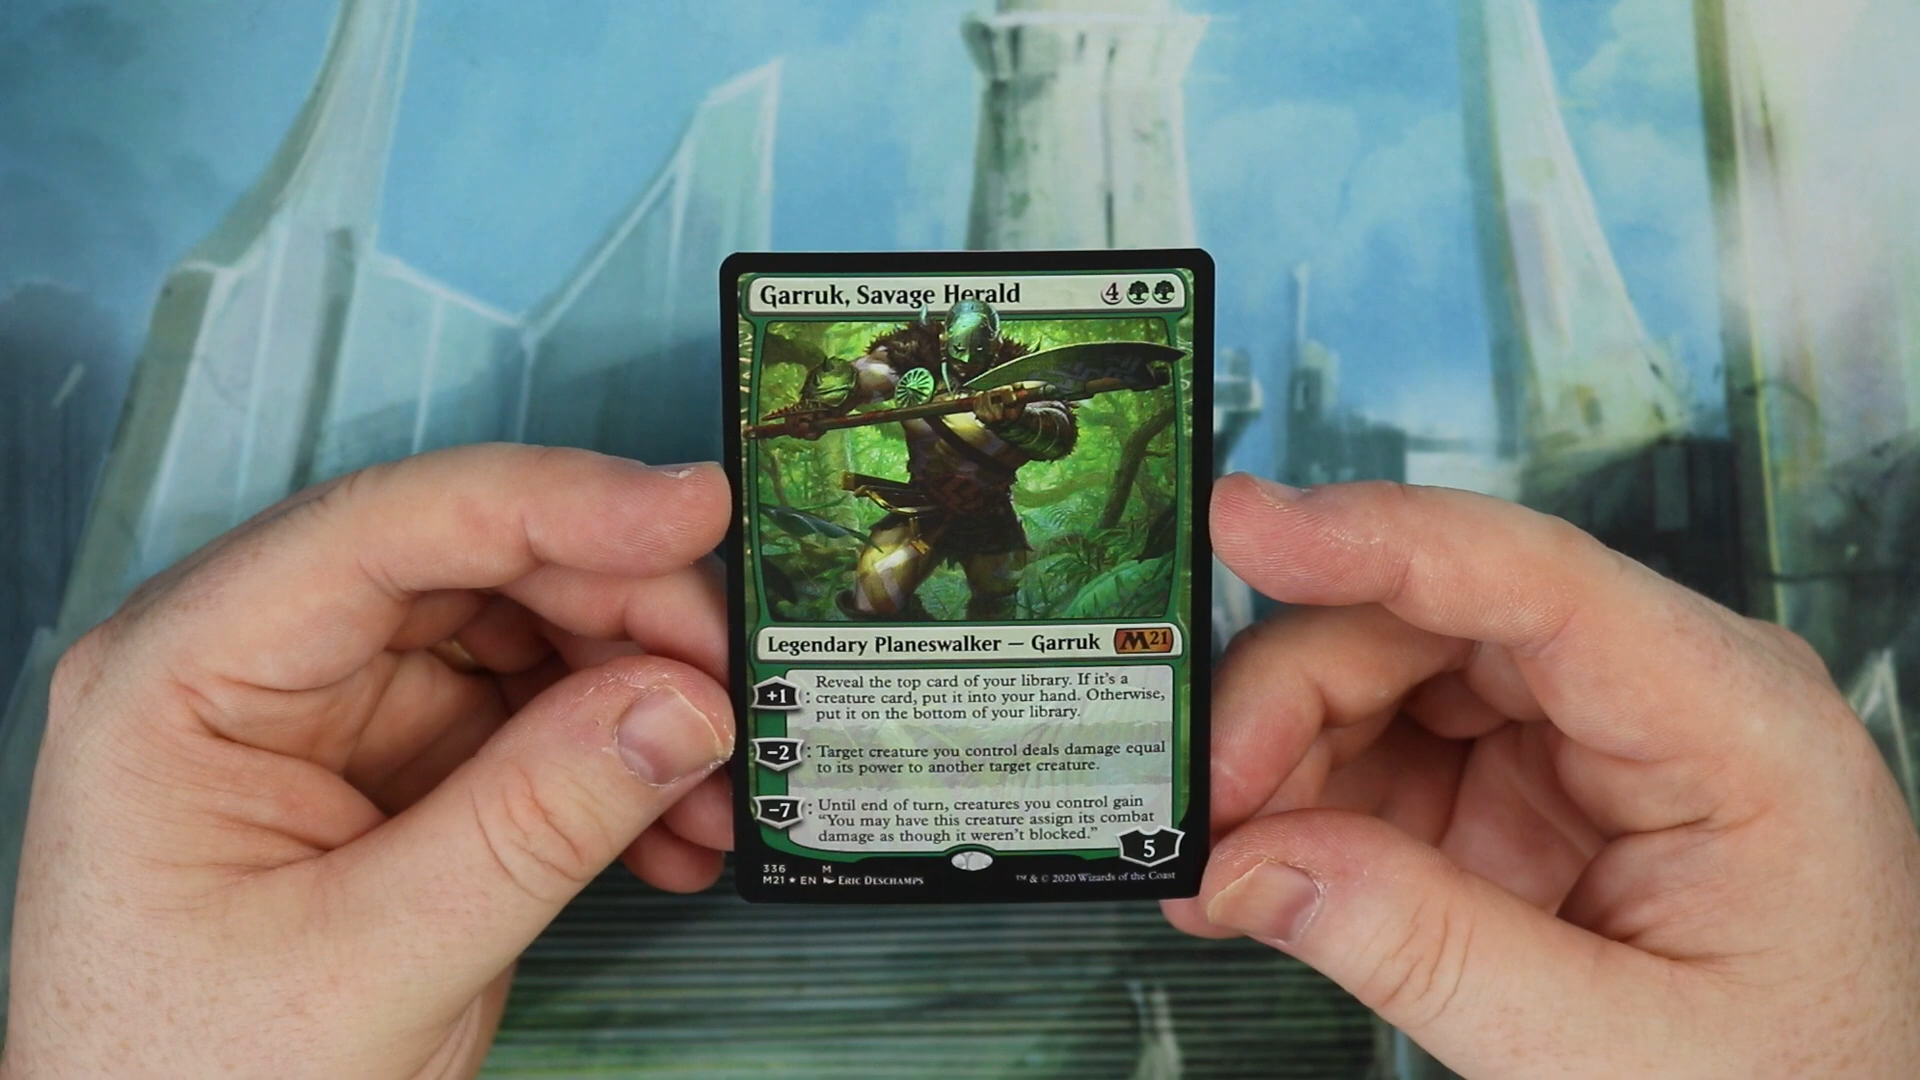 Garruk, Savage Herald 4
Legendary Planeswalker — Garruk M21
+1 : Reveal the top card of your library. If it's a
creature card, put it into your hand. Otherwise,
put it on the bottom of your library.
−2 : Target creature you control deals damage equal
to its power to another target creature.
−7 : Until end of turn, creatures you control gain
“You may have this creature assign its combat
damage as though it weren't blocked.”
5
336 M
M21 ★ EN Eric Deschamps
™ & © 2020 Wizards of the Coast